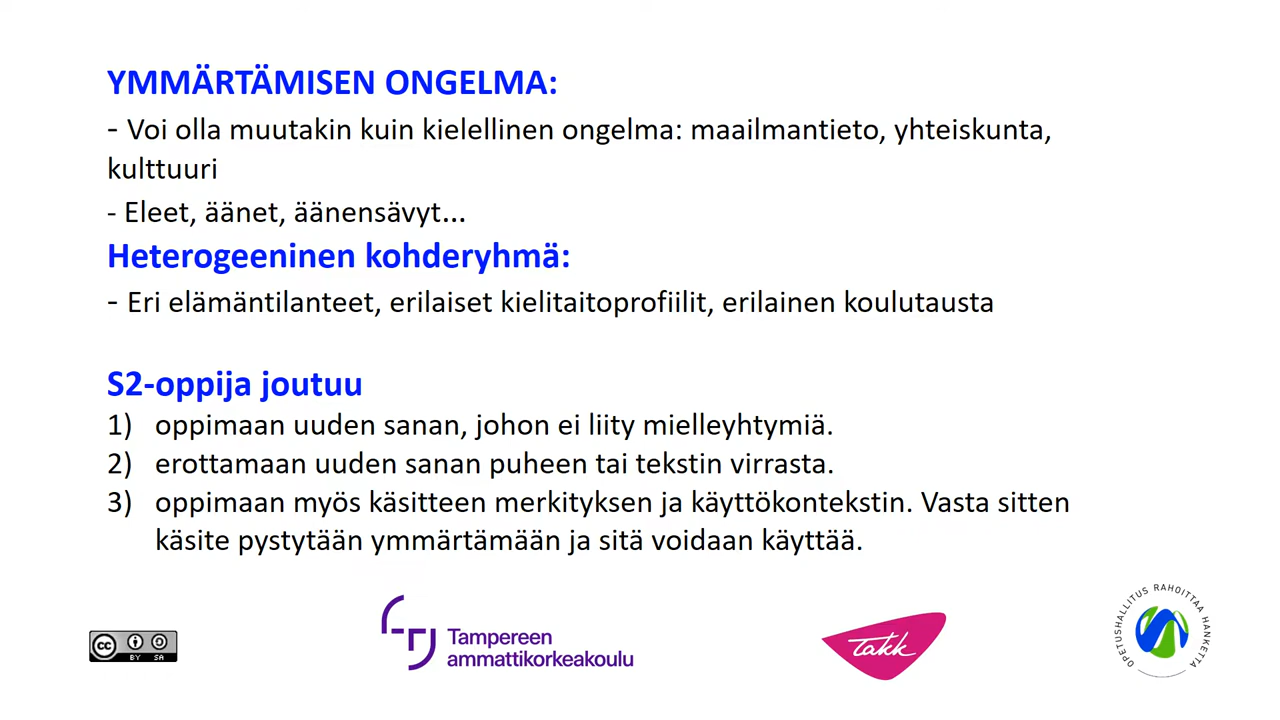 YMMÄRTÄMISEN ONGELMA:
- Voi olla muutakin kuin kielellinen ongelma: maailmantieto, yhteiskunta,
kulttuuri
- Eleet, äänet, äänensävyt...
Heterogeeninen kohderyhmä:
- Eri elämäntilanteet, erilaiset kielitaitoprofiilit, erilainen koulutausta
S2-oppija joutuu
1) oppimaan uuden sanan, johon ei liity mielleyhtymiä.
2) erottamaan uuden sanan puheen tai tekstin virrasta.
3) oppimaan myös käsitteen merkityksen ja käyttökontekstin. Vasta sitten
käsite pystytään ymmärtämään ja sitä voidaan käyttää.
cc BY SA
Tampereen
ammattikorkeakoulu
takk
OPETUSHALLITUS RAHOITTAA HANKETTA